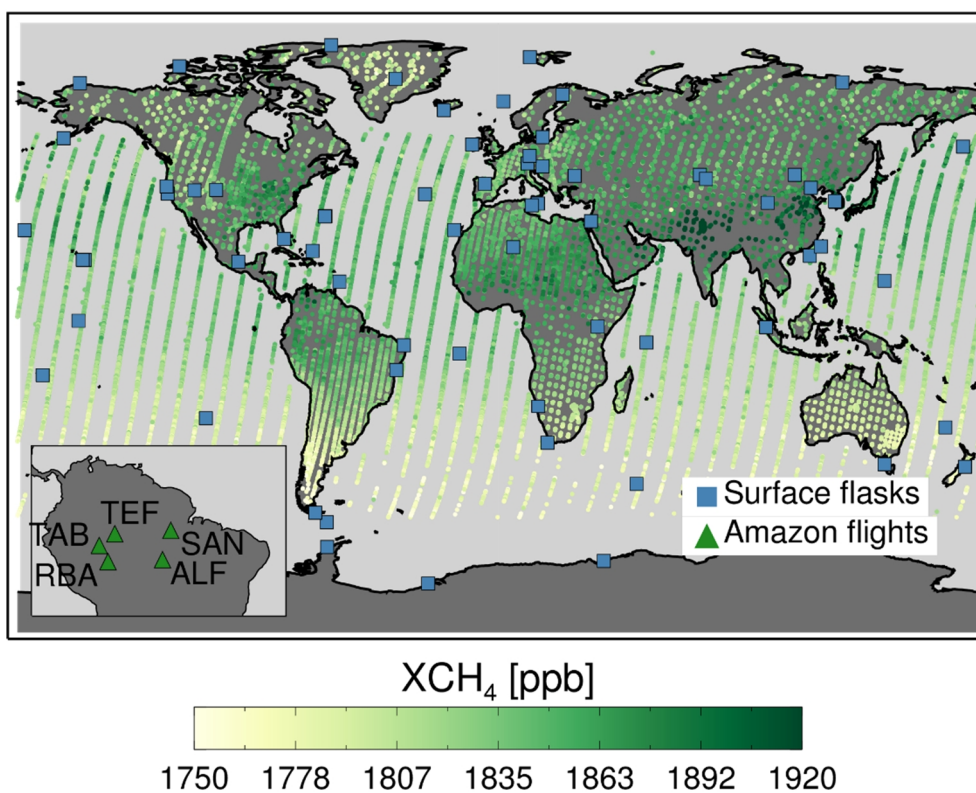 TEF
TAB
SAN
RBA
ALF
Surface flasks
Amazon flights
XCH₄ [ppb]
1750 1778 1807 1835 1863 1892 1920